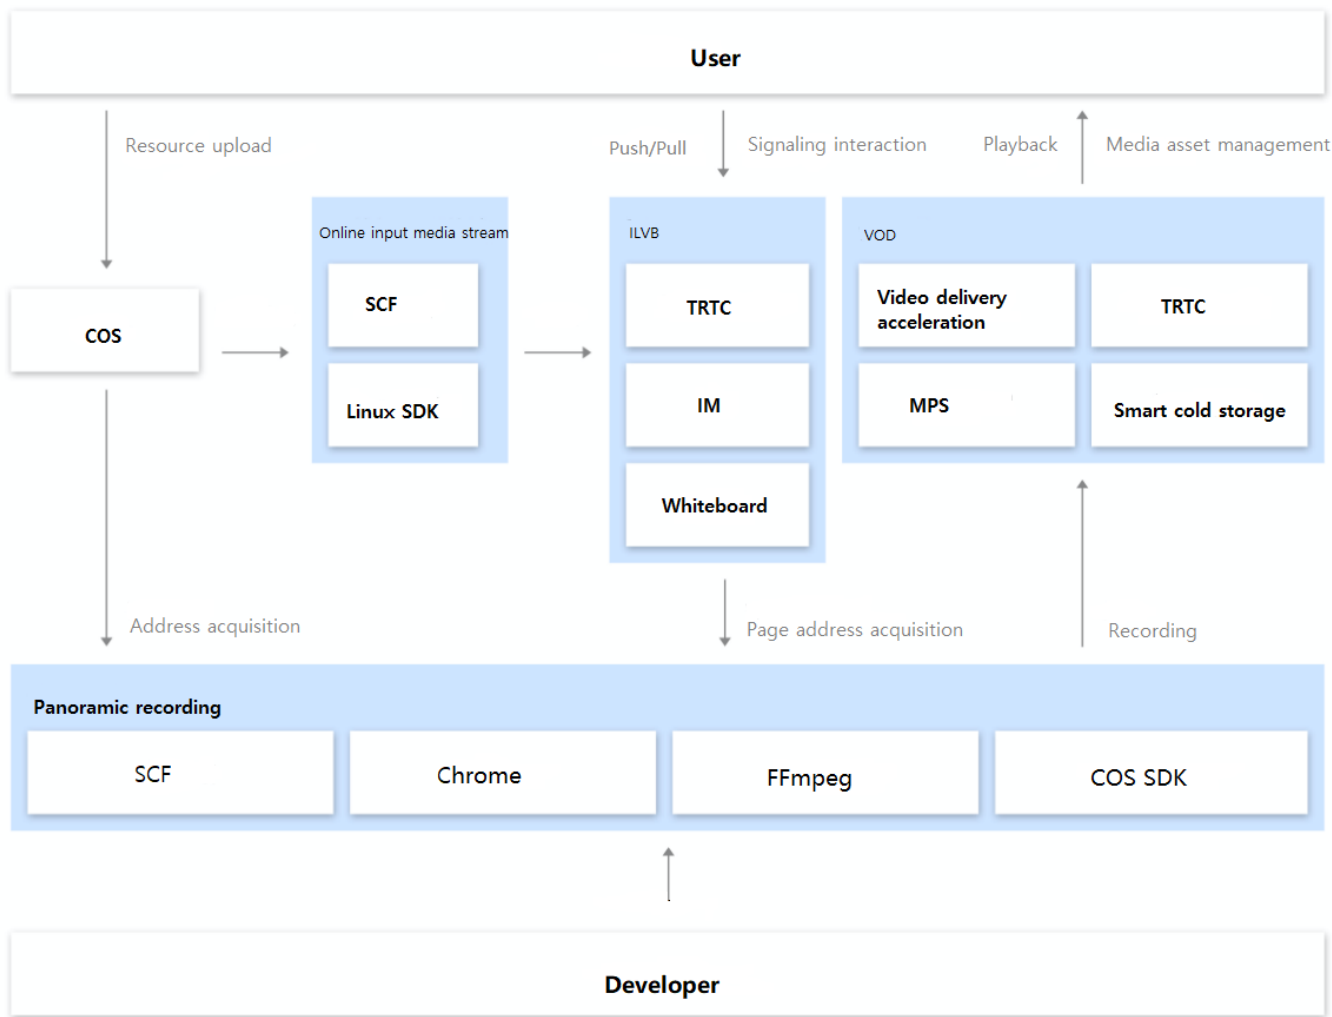 User
Resource upload
Push/Pull
Signaling interaction
Playback
Media asset management
Online input media stream
SCF
Linux SDK
ILVB
TRTC
IM
Whiteboard
VOD
Video delivery
acceleration
TRTC
MPS
Smart cold storage
COS
Address acquisition
Page address acquisition
Recording
Panoramic recording
SCF
Chrome
FFmpeg
COS SDK
Developer